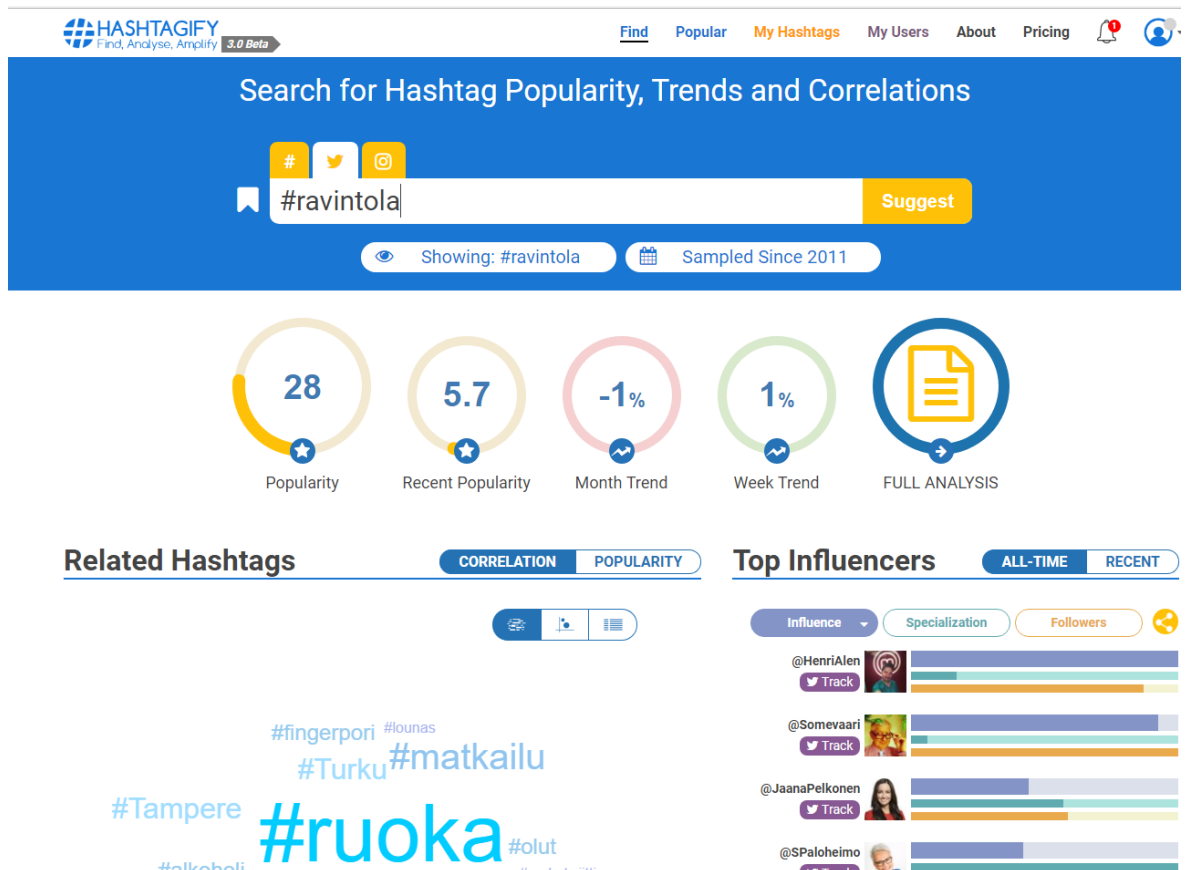 HASHTAGIFY
Find, Analyse, Amplify 3.0 Beta
Find Popular My Hashtags My Users About Pricing 1
Search for Hashtag Popularity, Trends and Correlations
#
#ravintola Suggest
Showing: #ravintola Sampled Since 2011
28 5.7 -1% 1%
Popularity Recent Popularity Month Trend Week Trend FULL ANALYSIS
Related Hashtags CORRELATION POPULARITY
Top Influencers ALL-TIME RECENT
Influence Specialization Followers
@HenriAlen
Track
@Somevaari
Track
@JaanaPelkonen
Track
@SPaloheimo
#fingerpori #lounas
#Turku #matkailu
#Tampere #ruoka #olut
#alkoholi